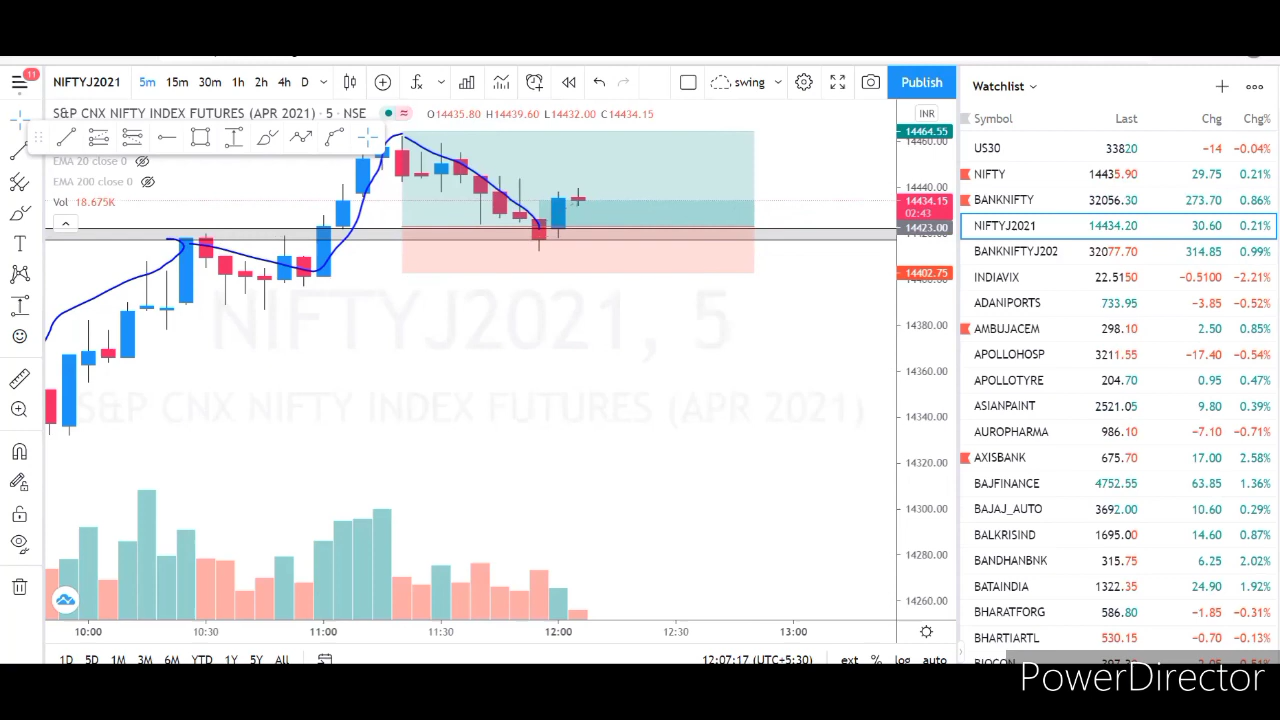 11
NIFTYJ2021 5m 15m 30m 1h 2h 4h D swing Publish
S&P CNX NIFTY INDEX FUTURES (APR 2021) · 5 · NSE O14435.80 H14439.60 L14432.00 C14434.15
EMA 20 close 0
EMA 200 close 0
Vol 18.675K
NIFTYJ2021, 5
S&P CNX NIFTY INDEX FUTURES (APR 2021)
INR
14464.55
14460.00
14440.00
14434.15
02:43
14423.00
14402.75
14380.00
14360.00
14340.00
14320.00
14300.00
14280.00
14260.00
10:00 10:30 11:00 11:30 12:00 12:30 13:00
1D 5D 1M 3M 6M YTD 1Y 5Y All 12:07:17 (UTC+5:30) ext % log auto
Watchlist
Symbol Last Chg Chg%
US30 33820 −14 −0.04%
NIFTY 14435.90 29.75 0.21%
BANKNIFTY 32056.30 273.70 0.86%
NIFTYJ2021 14434.20 30.60 0.21%
BANKNIFTYJ202 32077.70 314.85 0.99%
INDIAVIX 22.5150 −0.5100 −2.21%
ADANIPORTS 733.95 −3.85 −0.52%
AMBUJACEM 298.10 2.50 0.85%
APOLLOHOSP 3211.55 −17.40 −0.54%
APOLLOTYRE 204.70 0.95 0.47%
ASIANPAINT 2521.05 9.80 0.39%
AUROPHARMA 986.10 −7.10 −0.71%
AXISBANK 675.70 17.00 2.58%
BAJFINANCE 4752.55 63.85 1.36%
BAJAJ_AUTO 3692.00 10.60 0.29%
BALKRISIND 1695.00 14.60 0.87%
BANDHANBNK 315.75 6.25 2.02%
BATAINDIA 1322.35 24.90 1.92%
BHARATFORG 586.80 −1.85 −0.31%
BHARTIARTL 530.15 −0.70 −0.13%
BIOCON
PowerDirector